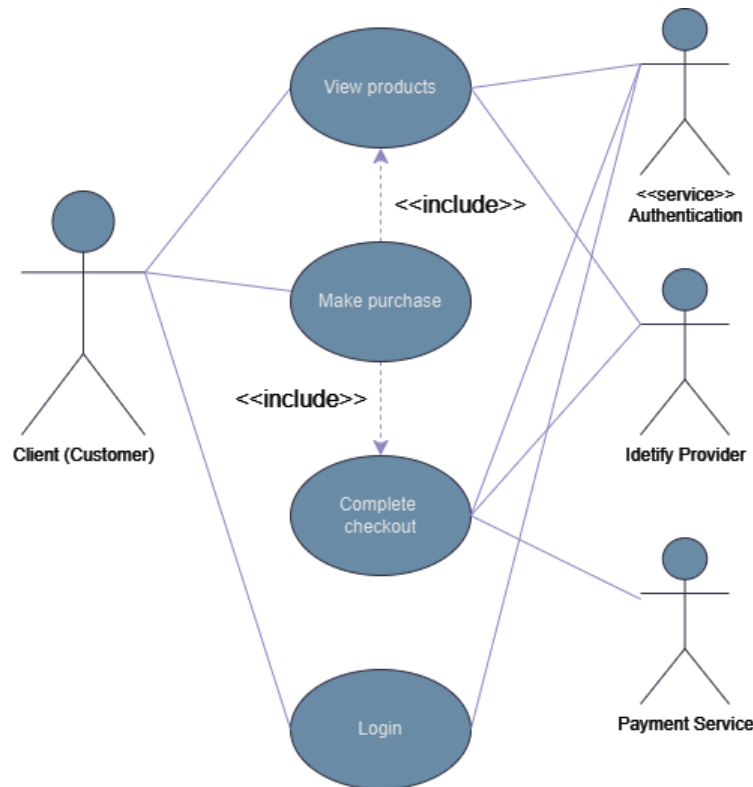 View products
<<service>>
Authentication
<<include>>
Make purchase
<<include>>
Client (Customer)
Idetify Provider
Complete
checkout
Login
Payment Service